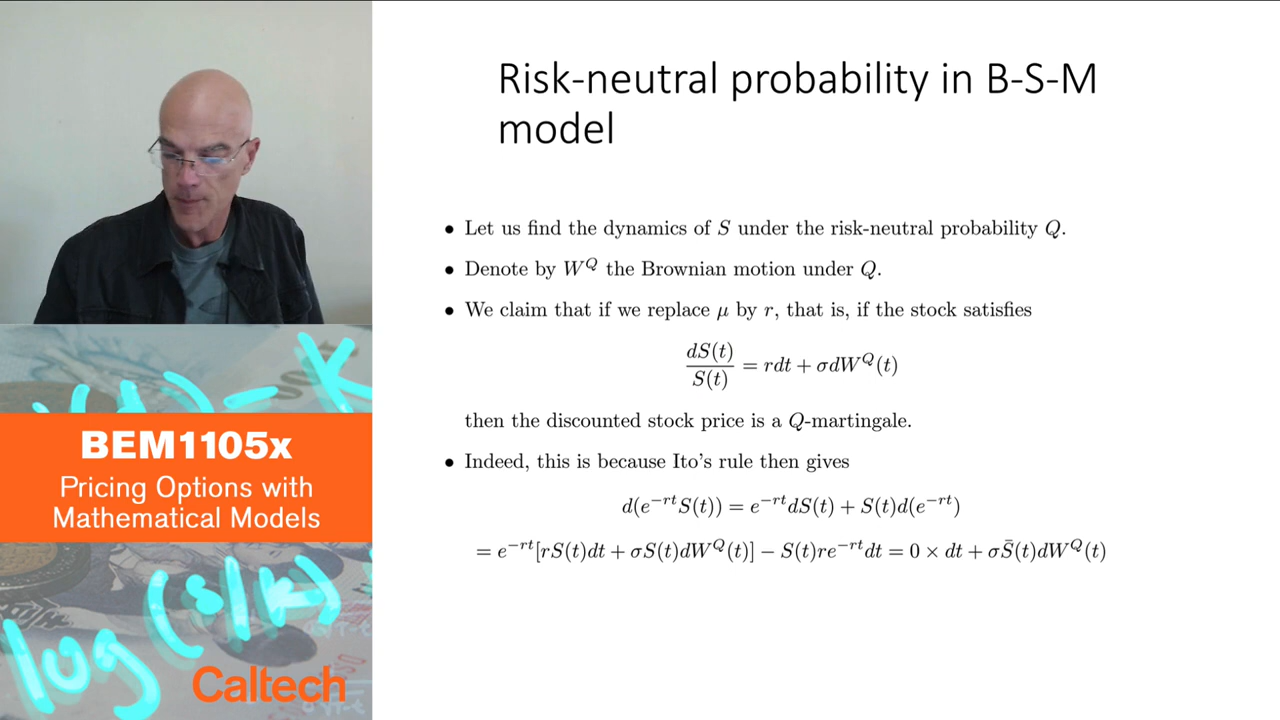 Risk-neutral probability in B-S-M
model
• Let us find the dynamics of S under the risk-neutral probability Q.
• Denote by W^Q the Brownian motion under Q.
• We claim that if we replace μ by r, that is, if the stock satisfies
dS(t)/S(t) = rdt + σdW^Q(t)
then the discounted stock price is a Q-martingale.
• Indeed, this is because Ito's rule then gives
d(e^{-rt}S(t)) = e^{-rt}dS(t) + S(t)d(e^{-rt})
= e^{-rt}[rS(t)dt + σS(t)dW^Q(t)] − S(t)re^{-rt}dt = 0 × dt + σS̄(t)dW^Q(t)
BEM1105x
Pricing Options with
Mathematical Models
log (s/k)
Caltech